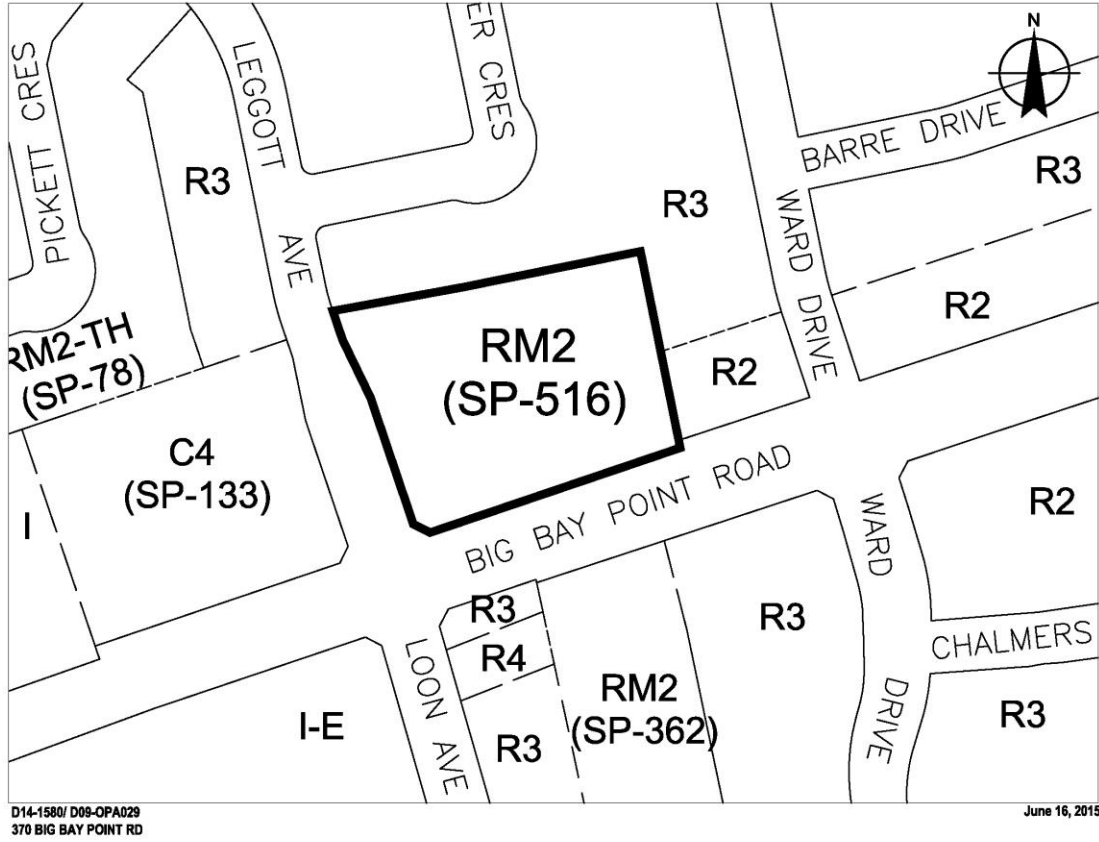 N
PICKETT CRES
LEGGOTT
AVE
ER CRES
BARRE DRIVE
WARD DRIVE
R3
R3
R3
R2
RM2-TH
(SP-78)
RM2
(SP-516)
R2
C4
(SP-133)
I
BIG BAY POINT ROAD
WARD
DRIVE
R2
R3
R4
R3
LOON AVE
I-E
RM2
(SP-362)
R3
CHALMERS
R3
D14-1580/ D09-OPA029
370 BIG BAY POINT RD
June 16, 2015